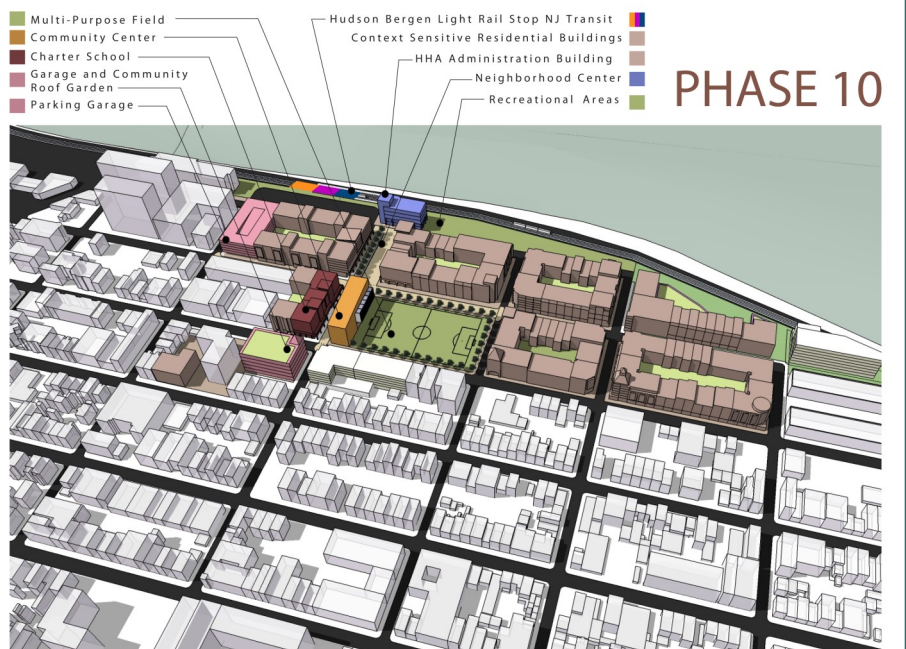 Multi-Purpose Field
Community Center
Charter School
Garage and Community
Roof Garden
Parking Garage
Hudson Bergen Light Rail Stop NJ Transit
Context Sensitive Residential Buildings
HHA Administration Building
Neighborhood Center
Recreational Areas
PHASE 10